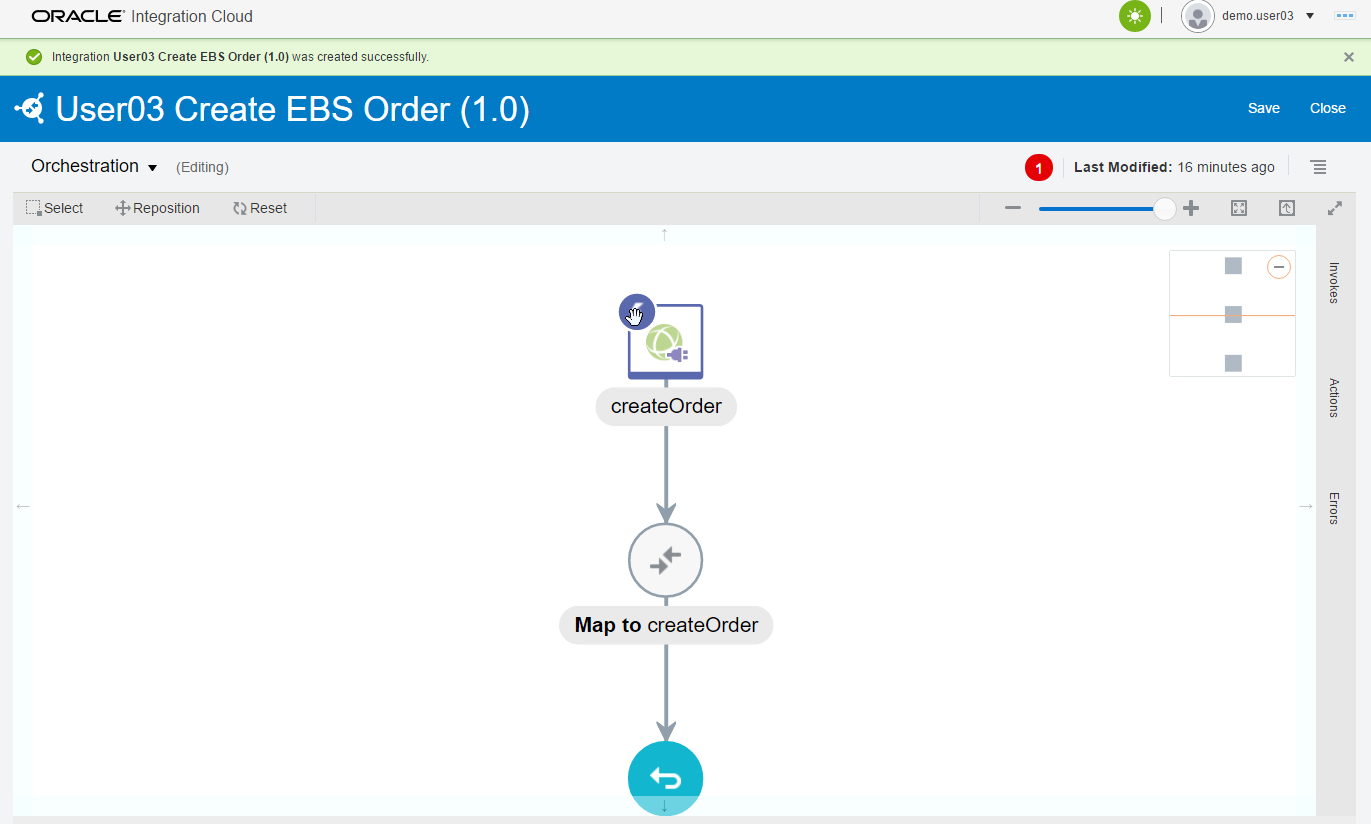 ORACLE Integration Cloud
demo.user03
Integration User03 Create EBS Order (1.0) was created successfully.
User03 Create EBS Order (1.0)
Save
Close
Orchestration
(Editing)
1
Last Modified: 16 minutes ago
Select
Reposition
Reset
Invokes
Actions
Errors
createOrder
Map to createOrder